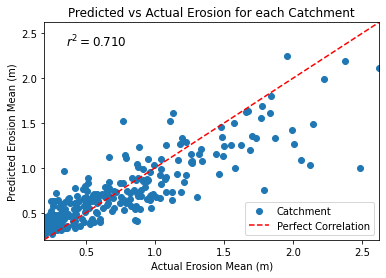 Predicted vs Actual Erosion for each Catchment
r² = 0.710
Predicted Erosion Mean (m)
2.5
2.0
1.5
1.0
0.5
Catchment
Perfect Correlation
0.5 1.0 1.5 2.0 2.5
Actual Erosion Mean (m)